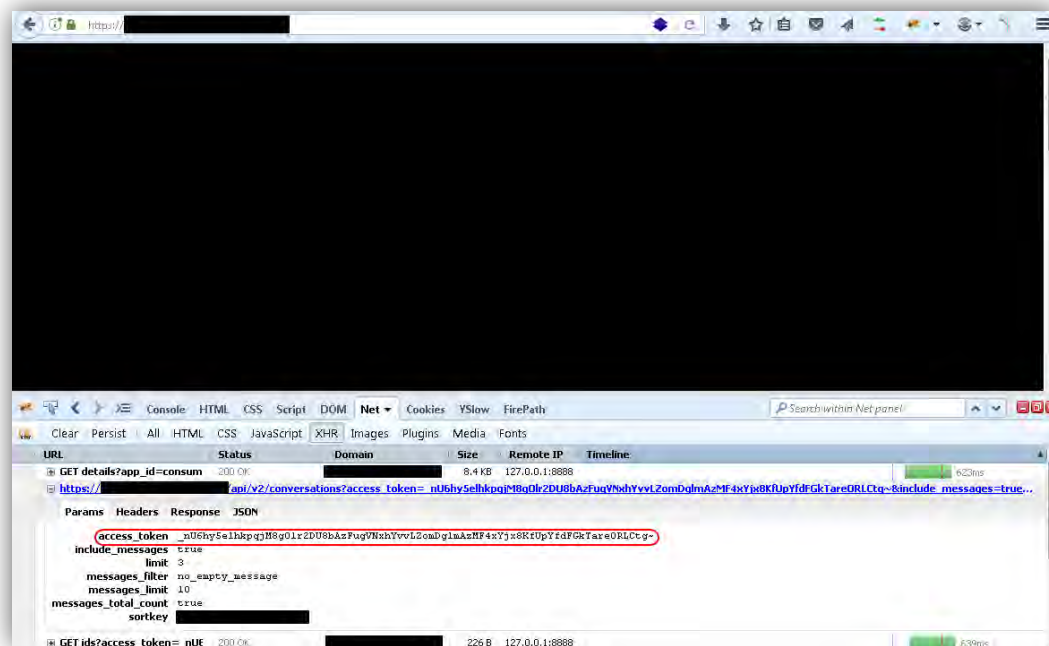 https://
Console HTML CSS Script DOM Net Cookies YSlow FirePath Search within Net panel
Clear Persist All HTML CSS JavaScript XHR Images Plugins Media Fonts
URL Status Domain Size Remote IP Timeline
GET details?app_id=consum 200 OK 8.4 KB 127.0.0.1:8888 623ms
https:// /api/v2/conversations?access_token=_nU6hy5elhkpqjM8gOlr2DU8bAzFugVNxhYvvLZomDglmAzMF4xYjx8KfUpYfdFGkTareORLCtg~&include_messages=true...
Params Headers Response JSON
access_token _nU6hy5elhkpqjM8gOlr2DU8bAzFugVNxhYvvLZomDglmAzMF4xYjx8KfUpYfdFGkTareORLCtg~
include_messages true
limit 3
messages_filter no_empty_message
messages_limit 10
messages_total_count true
sortkey
GET ids?access_token=_nU6 200 OK 226 B 127.0.0.1:8888 639ms